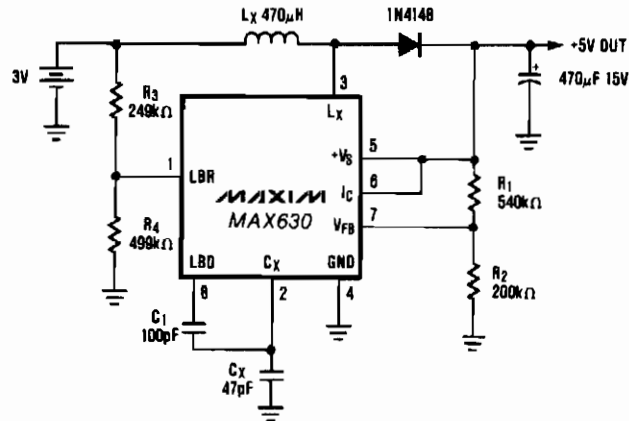 LX 470µH
1N4148
+5V OUT
3V
R3
249kΩ
3
LX
470µF 15V
+
1
LBR
+VS
5
MAXIM
MAX630
IC
6
R1
540kΩ
VFB
7
R4
499kΩ
LBD
CX
GND
8
2
4
R2
200kΩ
C1
100pF
CX
47pF